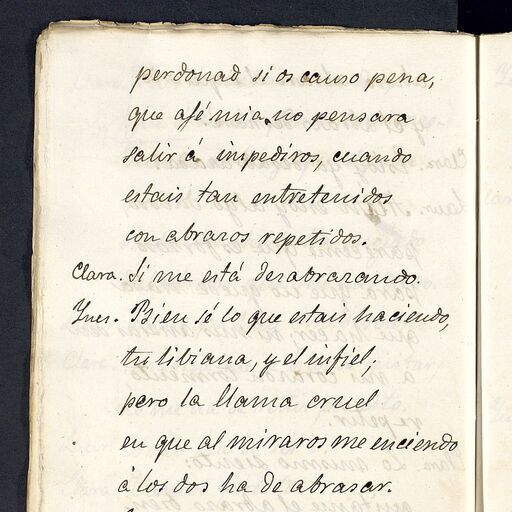 perdonad si os causo pena,
que afé mia no pensara
salir á impediros, cuando
estais tan entretenidos
con abrazos repetidos.
Clara. Si me está desabrazando.
Ynes. Bien sé lo que estais haciendo,
tu libiana, y el infiel;
pero la llama cruel
en que al miraros me enciendo
á los dos ha de abrasar.